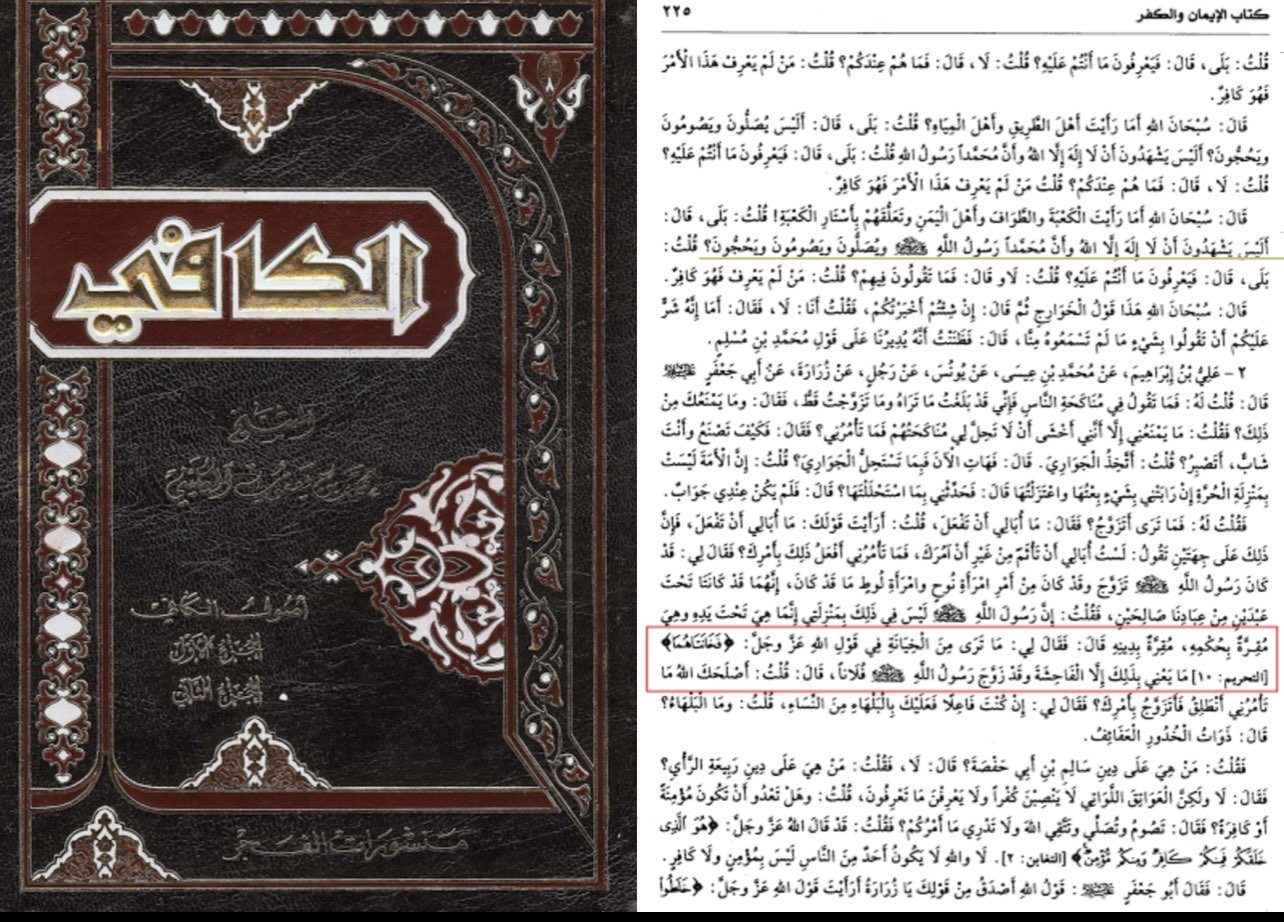 الكافي
للشيخ
محمد بن يعقوب الكليني
أصول الكافي
الجزء الأول
الجزء الثاني
منشورات الفجر
كتاب الإيمان والكفر
٢٢٥
قُلْتُ: بَلَى، قَالَ: فَيَعْرِفُونَ مَا أَنْتُمْ عَلَيْهِ؟ قُلْتُ: لَا، قَالَ: فَمَا هُمْ عِنْدَكُمْ؟ قُلْتُ: مَنْ لَمْ يَعْرِفْ هَذَا الْأَمْرَ
فَهُوَ كَافِرٌ.
قَالَ: سُبْحَانَ اللهِ أَمَا رَأَيْتَ أَهْلَ الطَّرِيقِ وَأَهْلَ الْمِيَاهِ؟ قُلْتُ: بَلَى، قَالَ: أَلَيْسَ يُصَلُّونَ وَيَصُومُونَ
وَيَحُجُّونَ؟ أَلَيْسَ يَشْهَدُونَ أَنْ لَا إِلَهَ إِلَّا اللهُ وَأَنَّ مُحَمَّداً رَسُولُ اللهِ قُلْتُ: بَلَى، قَالَ: فَيَعْرِفُونَ مَا أَنْتُمْ عَلَيْهِ؟
قُلْتُ: لَا، قَالَ: فَمَا هُمْ عِنْدَكُمْ؟ قُلْتُ مَنْ لَمْ يَعْرِفْ هَذَا الْأَمْرَ فَهُوَ كَافِرٌ.
قَالَ: سُبْحَانَ اللهِ أَمَا رَأَيْتَ الْكَعْبَةَ وَالطَّوَافَ وَأَهْلَ الْيَمَنِ وَتَعَلُّقَهُمْ بِأَسْتَارِ الْكَعْبَةِ! قُلْتُ: بَلَى، قَالَ:
أَلَيْسَ يَشْهَدُونَ أَنْ لَا إِلَهَ إِلَّا اللهُ وَأَنَّ مُحَمَّداً رَسُولُ اللَّهِ ﷺ وَيُصَلُّونَ وَيَصُومُونَ وَيَحُجُّونَ؟ قُلْتُ:
بَلَى، قَالَ: فَيَعْرِفُونَ مَا أَنْتُمْ عَلَيْهِ؟ قُلْتُ: لَاو قَالَ: فَمَا تَقُولُونَ فِيهِمْ؟ قُلْتُ: مَنْ لَمْ يَعْرِفْ فَهُوَ كَافِرٌ.
قَالَ: سُبْحَانَ اللهِ هَذَا قَوْلُ الْخَوَارِجِ ثُمَّ قَالَ: إِنْ شِئْتُمْ أَخْبَرْتُكُمْ، فَقُلْتُ أَنَا: لَا، فَقَالَ: أَمَا إِنَّهُ شَرٌّ
عَلَيْكُمْ أَنْ تَقُولُوا بِشَيْءٍ مَا لَمْ تَسْمَعُوهُ مِنَّا، قَالَ: فَظَنَنْتُ أَنَّهُ يُدِيرُنَا عَلَى قَوْلِ مُحَمَّدِ بْنِ مُسْلِمٍ.
٢ - عَلِيُّ بْنُ إِبْرَاهِيمَ، عَنْ مُحَمَّدِ بْنِ عِيسَى، عَنْ يُونُسَ، عَنْ رَجُلٍ، عَنْ زُرَارَةَ، عَنْ أَبِي جَعْفَرٍ عليه السلام
قَالَ: قُلْتُ لَهُ: فَمَا تَقُولُ فِي مُنَاكَحَةِ النَّاسِ فَإِنِّي قَدْ بَلَغْتُ مَا تَرَاهُ وَمَا تَزَوَّجْتُ قَطُّ، فَقَالَ: وَمَا يَمْنَعُكَ مِنْ
ذَلِكَ؟ فَقُلْتُ: مَا يَمْنَعُنِي إِلَّا أَنَّنِي أَخْشَى أَنْ لَا تَحِلَّ لِي مُنَاكَحَتُهُمْ فَمَا تَأْمُرُنِي؟ فَقَالَ: فَكَيْفَ تَصْنَعُ وَأَنْتَ
شَابٌّ، أَتَصْبِرُ؟ قُلْتُ: أَتَّخِذُ الْجَوَارِيَ. قَالَ: فَهَاتِ الْآنَ فَبِمَا تَسْتَحِلُّ الْجَوَارِيَ؟ قُلْتُ: إِنَّ الْأَمَةَ لَيْسَتْ
بِمَنْزِلَةِ الْحُرَّةِ إِنْ رَابَتْنِي بِشَيْءٍ بِعْتُهَا وَاعْتَزَلْتُهَا قَالَ: فَحَدِّثْنِي بِمَا اسْتَحْلَلْتَهَا؟ قَالَ: فَلَمْ يَكُنْ عِنْدِي جَوَابٌ.
فَقُلْتُ لَهُ: فَمَا تَرَى أَتَزَوَّجُ؟ فَقَالَ: مَا أُبَالِي أَنْ تَفْعَلَ، قُلْتُ: أَرَأَيْتَ قَوْلَكَ: مَا أُبَالِي أَنْ تَفْعَلَ، فَإِنَّ
ذَلِكَ عَلَى جِهَتَيْنِ تَقُولُ: لَسْتُ أُبَالِي أَنْ تَأْثَمَ مِنْ غَيْرِ أَنْ آمُرَكَ، فَمَا تَأْمُرُنِي أَفْعَلُ ذَلِكَ بِأَمْرِكَ؟ فَقَالَ لِي: قَدْ
كَانَ رَسُولُ اللَّهِ ﷺ تَزَوَّجَ وَقَدْ كَانَ مِنْ أَمْرِ امْرَأَةِ نُوحٍ وَامْرَأَةِ لُوطٍ مَا قَدْ كَانَ، إِنَّهُمَا قَدْ كَانَتَا تَحْتَ
عَبْدَيْنِ مِنْ عِبَادِنَا صَالِحَيْنِ، فَقُلْتُ: إِنَّ رَسُولَ اللَّهِ ﷺ لَيْسَ فِي ذَلِكَ بِمَنْزِلَتِي إِنَّمَا هِيَ تَحْتَ يَدِهِ وَهِيَ
مُقِرَّةٌ بِحُكْمِهِ، مُقِرَّةٌ بِدِينِهِ قَالَ: فَقَالَ لِي: مَا تَرَى مِنَ الْخِيَانَةِ فِي قَوْلِ اللهِ عَزَّ وَجَلَّ: ﴿فَخَانَتَاهُمَا﴾
[التحريم: ١٠] مَا يَعْنِي بِذَلِكَ إِلَّا الْفَاحِشَةَ وَقَدْ زَوَّجَ رَسُولُ اللَّهِ ﷺ فُلَاناً، قَالَ: قُلْتُ: أَصْلَحَكَ اللهُ مَا
تَأْمُرُنِي أَنْطَلِقُ فَأَتَزَوَّجُ بِأَمْرِكَ؟ فَقَالَ لِي: إِنْ كُنْتَ فَاعِلًا فَعَلَيْكَ بِالْبَلْهَاءِ مِنَ النِّسَاءِ، قُلْتُ: وَمَا الْبَلْهَاءُ؟
قَالَ: ذَوَاتُ الْخُدُورِ الْعَفَائِفُ.
فَقُلْتُ: مَنْ هِيَ عَلَى دِينِ سَالِمِ بْنِ أَبِي حَفْصَةَ؟ قَالَ: لَا، فَقُلْتُ: مَنْ هِيَ عَلَى دِينِ رَبِيعَةِ الرَّأْيِ؟
فَقَالَ: لَا وَلَكِنَّ الْعَوَاتِقَ اللَّوَاتِي لَا يَنْصِبْنَ كُفْراً وَلَا يَعْرِفْنَ مَا تَعْرِفُونَ، قُلْتُ: وَهَلْ تَعْدُو أَنْ تَكُونَ مُؤْمِنَةً
أَوْ كَافِرَةً؟ فَقَالَ: تَصُومُ وَتُصَلِّي وَتَتَّقِي اللهَ وَلَا تَدْرِي مَا أَمْرُكُمْ؟ فَقُلْتُ: قَدْ قَالَ اللهُ عَزَّ وَجَلَّ: ﴿هُوَ الَّذِى
خَلَقَكُمْ فَمِنكُمْ كَافِرٌ وَمِنكُم مُّؤْمِنٌ﴾ [التغابن: ٢]. لَا وَاللهِ لَا يَكُونُ أَحَدٌ مِنَ النَّاسِ لَيْسَ بِمُؤْمِنٍ وَلَا كَافِرٍ.
قَالَ: فَقَالَ أَبُو جَعْفَرٍ عليه السلام: قَوْلُ اللهِ أَصْدَقُ مِنْ قَوْلِكَ يَا زُرَارَةُ أَرَأَيْتَ قَوْلَ اللهِ عَزَّ وَجَلَّ: ﴿خَلَطُوا